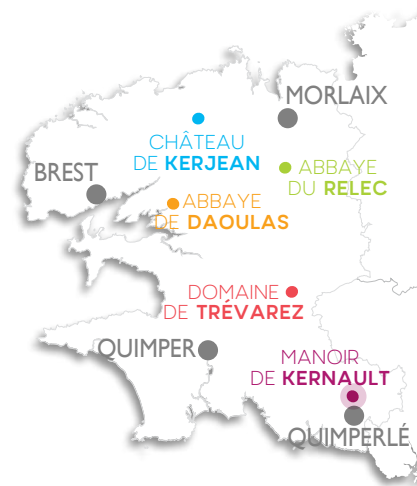 MORLAIX
CHÂTEAU
DE KERJEAN
ABBAYE
DU RELEC
BREST
ABBAYE
DE DAOULAS
DOMAINE
DE TRÉVAREZ
QUIMPER
MANOIR
DE KERNAULT
QUIMPERLÉ